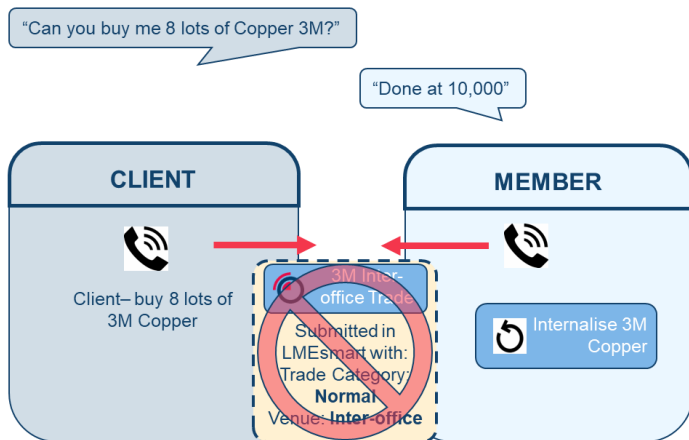 “Can you buy me 8 lots of Copper 3M?”
“Done at 10,000”
CLIENT
MEMBER
Client– buy 8 lots of
3M Copper
3M Inter-
office Trade
Submitted in
LMEsmart with:
Trade Category:
Normal
Venue: Inter-office
Internalise 3M
Copper